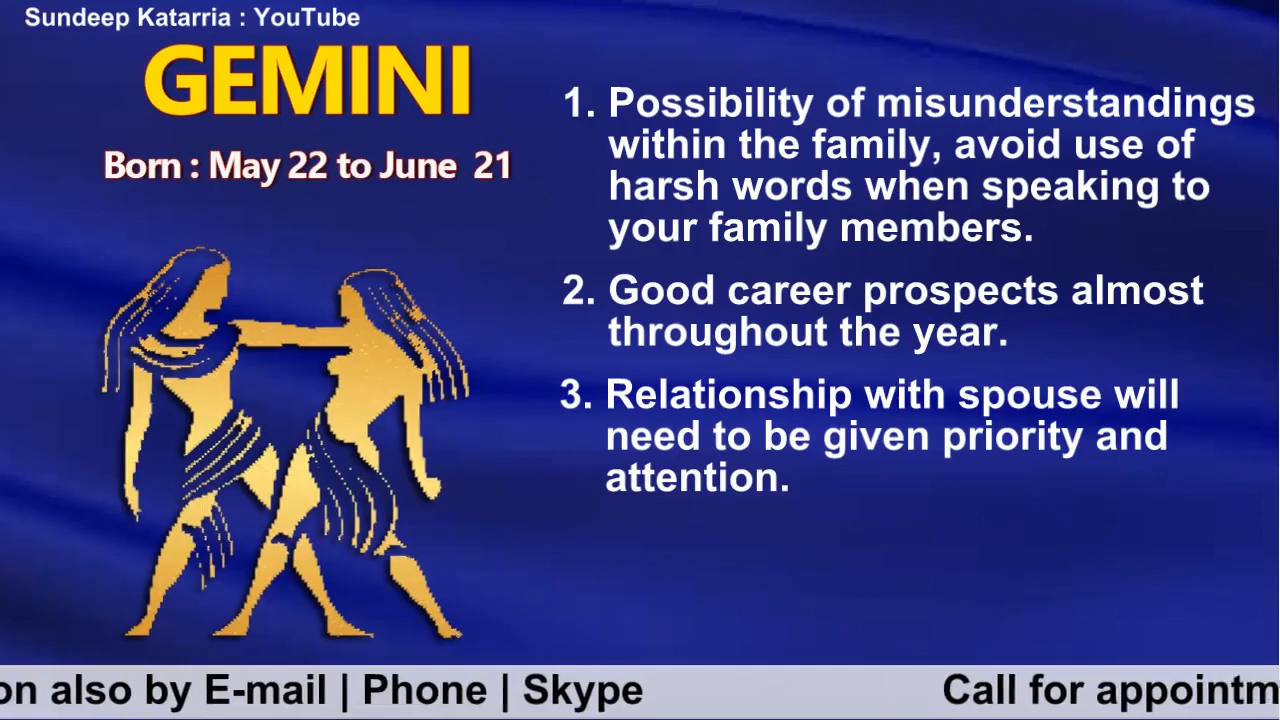 Sundeep Katarria : YouTube
GEMINI
Born : May 22 to June 21
1. Possibility of misunderstandings
within the family, avoid use of
harsh words when speaking to
your family members.
2. Good career prospects almost
throughout the year.
3. Relationship with spouse will
need to be given priority and
attention.
on also by E-mail | Phone | Skype
Call for appointm